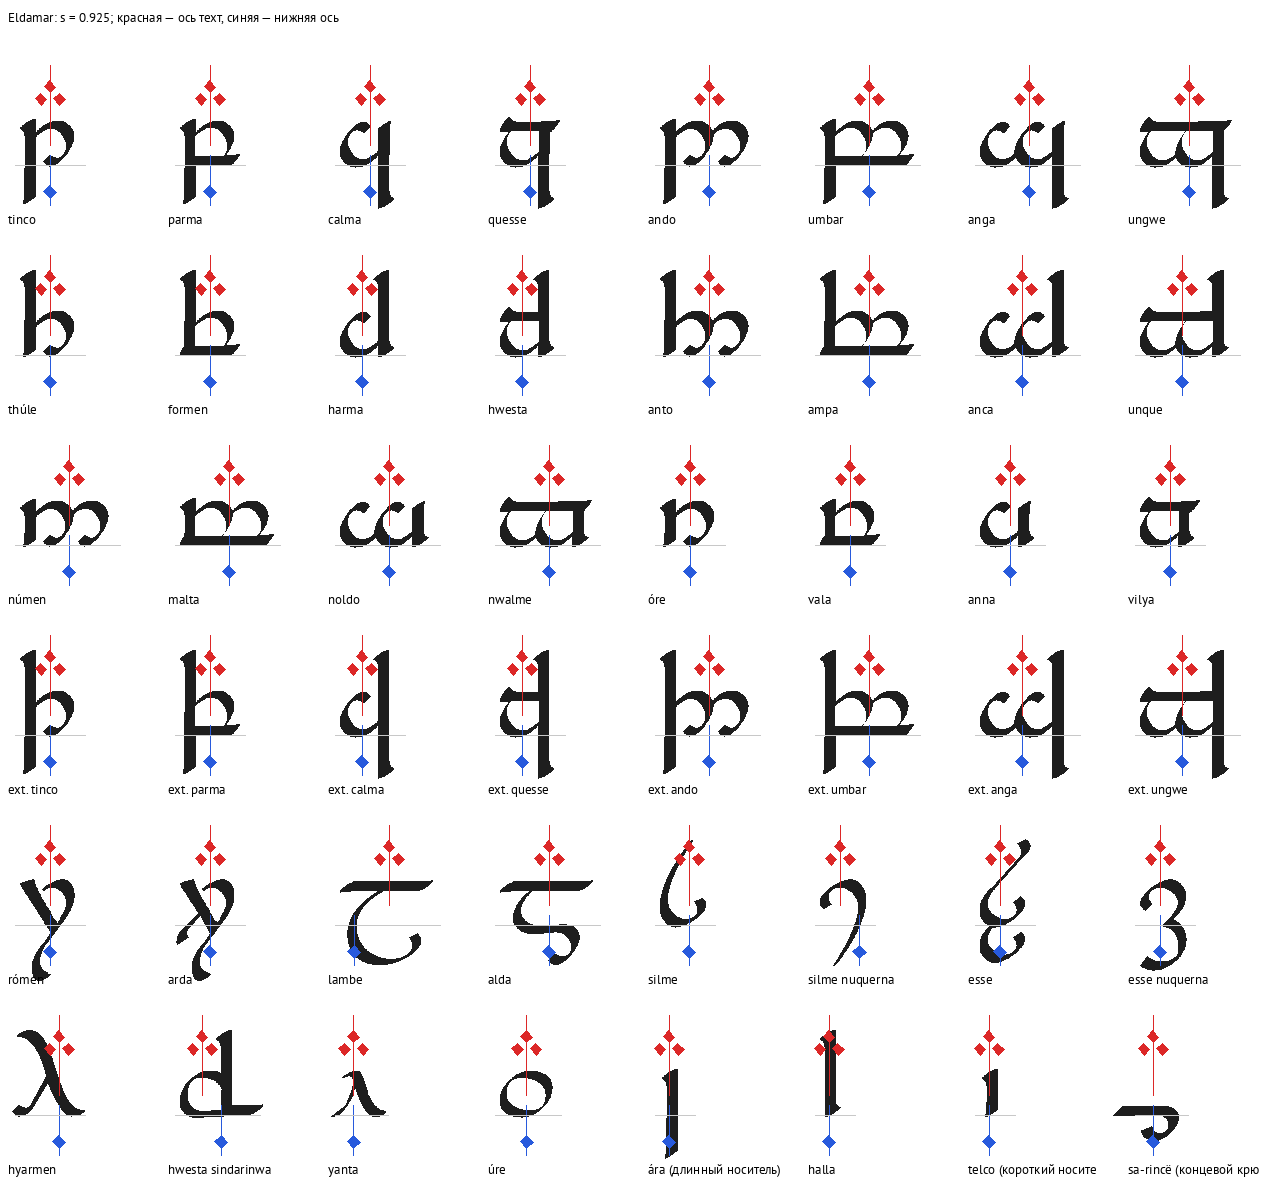 Eldamar: s = 0.925; красная — ось техт, синяя — нижняя ось
tinco parma calma quesse ando umbar anga ungwe
thúle formen harma hwesta anto ampa anca unque
númen malta noldo nwalme óre vala anna vilya
ext. tinco ext. parma ext. calma ext. quesse ext. ando ext. umbar ext. anga ext. ungwe
rómen arda lambe alda silme silme nuquerna esse esse nuquerna
hyarmen hwesta sindarinwa yanta úre ára (длинный носитель) halla telco (короткий носите sa-rincë (концевой крю